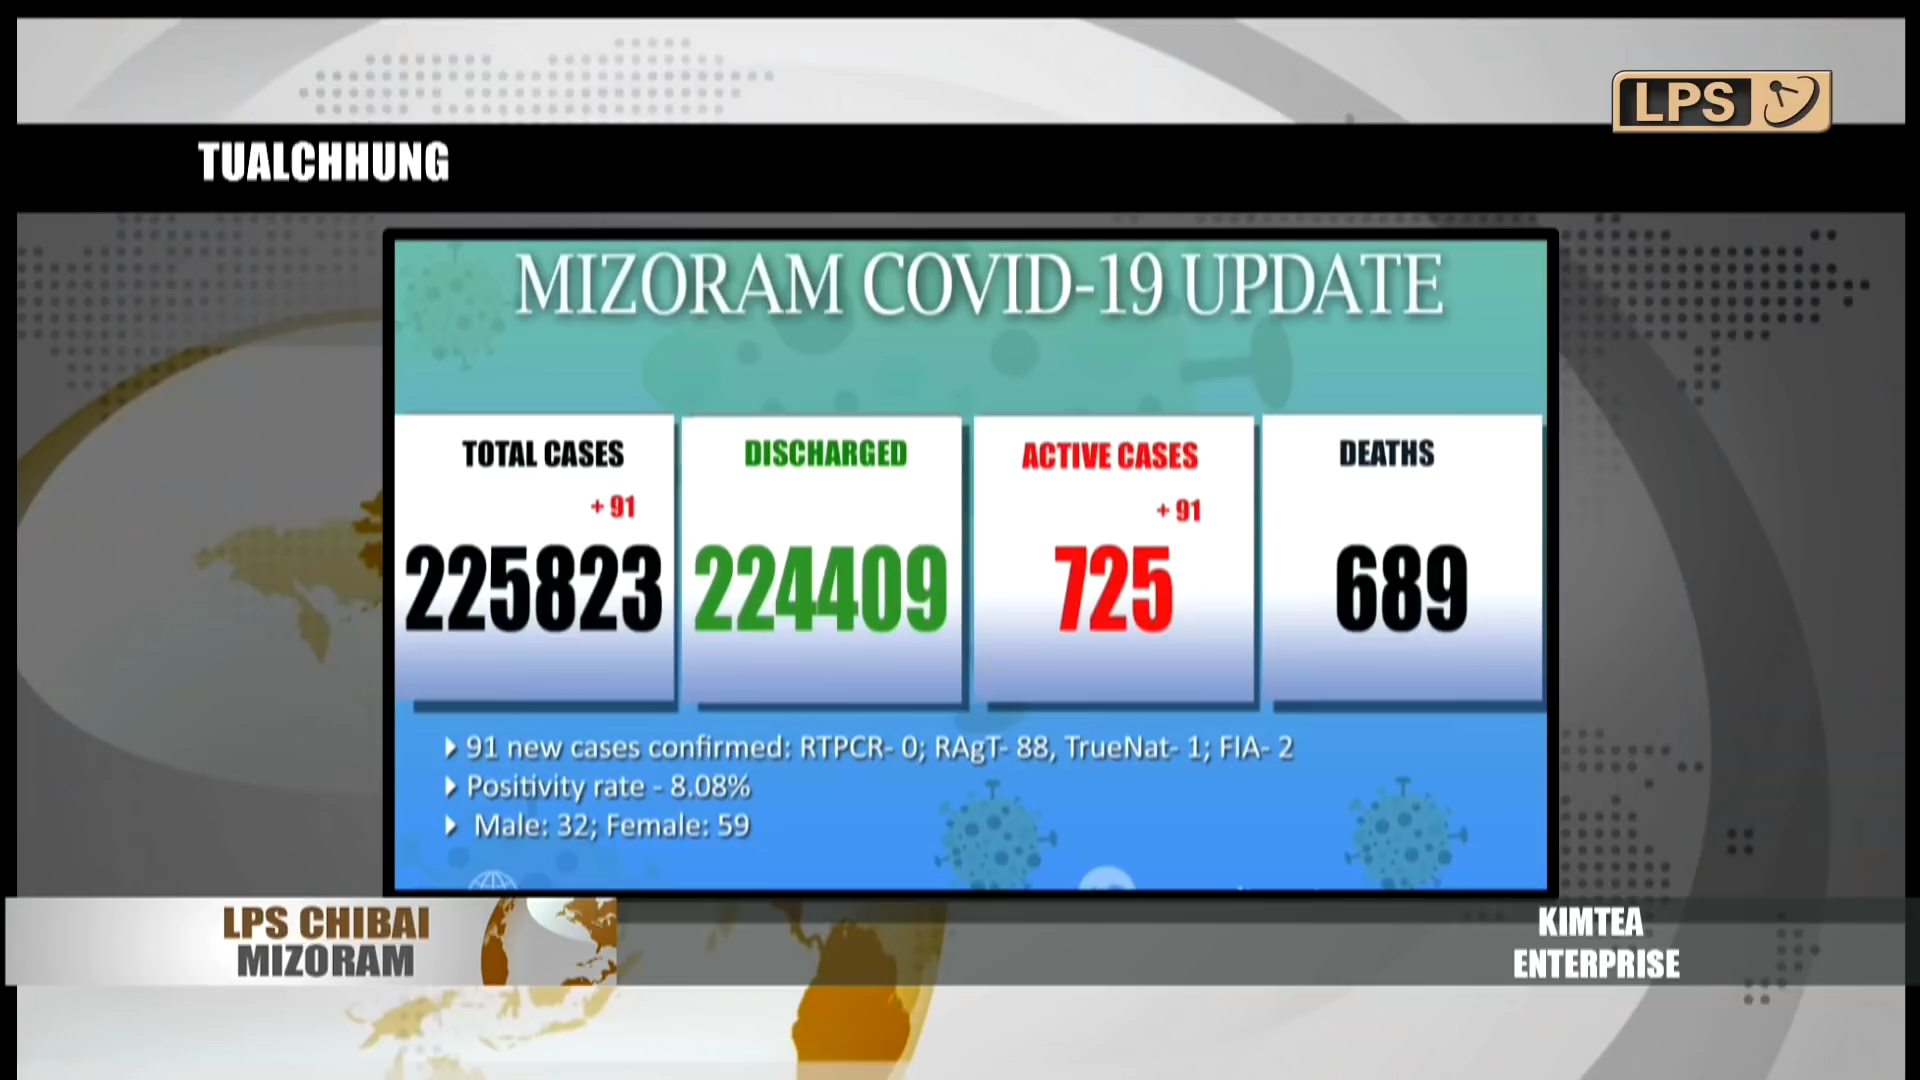 LPS
TUALCHHUNG
MIZORAM COVID-19 UPDATE
TOTAL CASES
+ 91
225823
DISCHARGED
224409
ACTIVE CASES
+ 91
725
DEATHS
689
91 new cases confirmed: RTPCR- 0; RAgT- 88, TrueNat- 1; FIA- 2
Positivity rate - 8.08%
Male: 32; Female: 59
LPS CHIBAI
MIZORAM
KIMTEA
ENTERPRISE